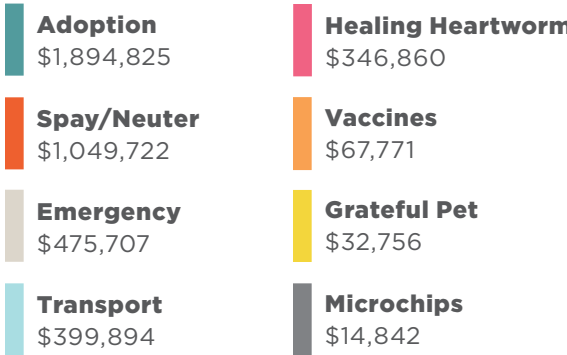 Adoption
$1,894,825
Spay/Neuter
$1,049,722
Emergency
$475,707
Transport
$399,894
Healing Heartworm
$346,860
Vaccines
$67,771
Grateful Pet
$32,756
Microchips
$14,842